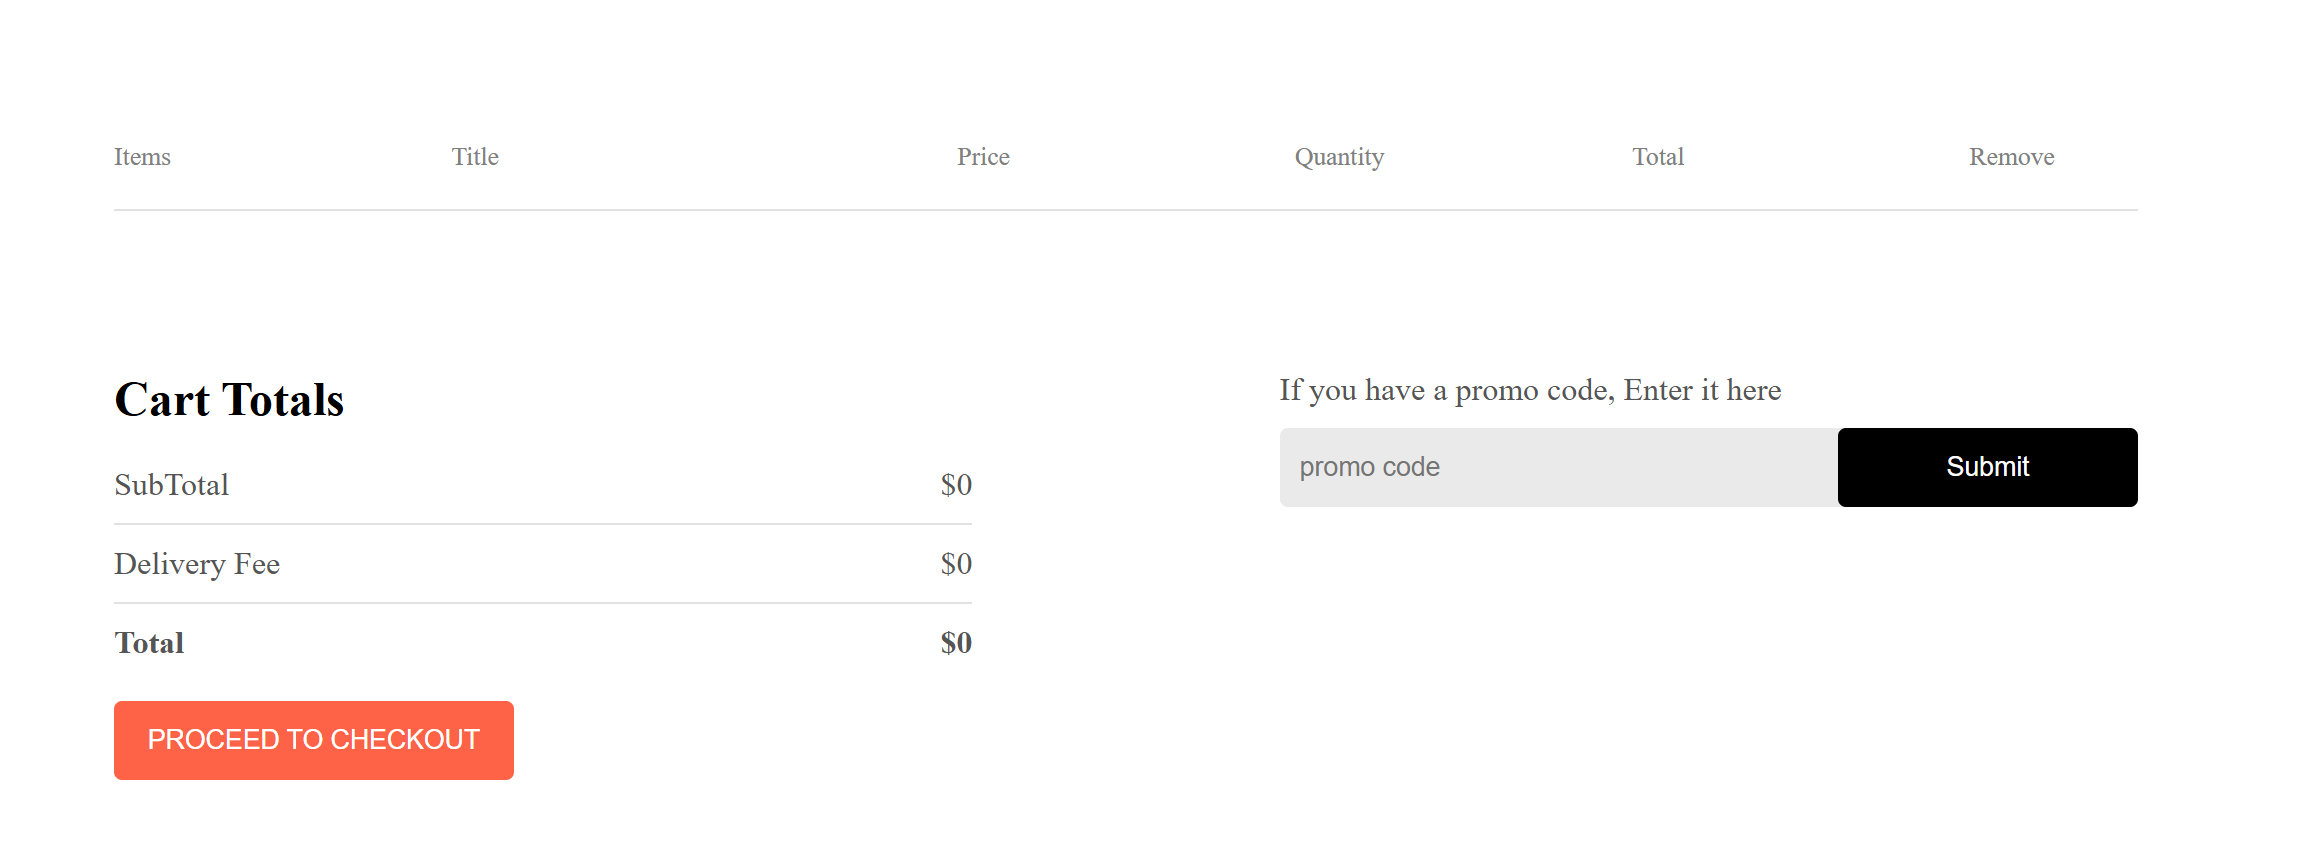 Items Title Price Quantity Total Remove
Cart Totals
If you have a promo code, Enter it here
promo code Submit
SubTotal $0
Delivery Fee $0
Total $0
PROCEED TO CHECKOUT